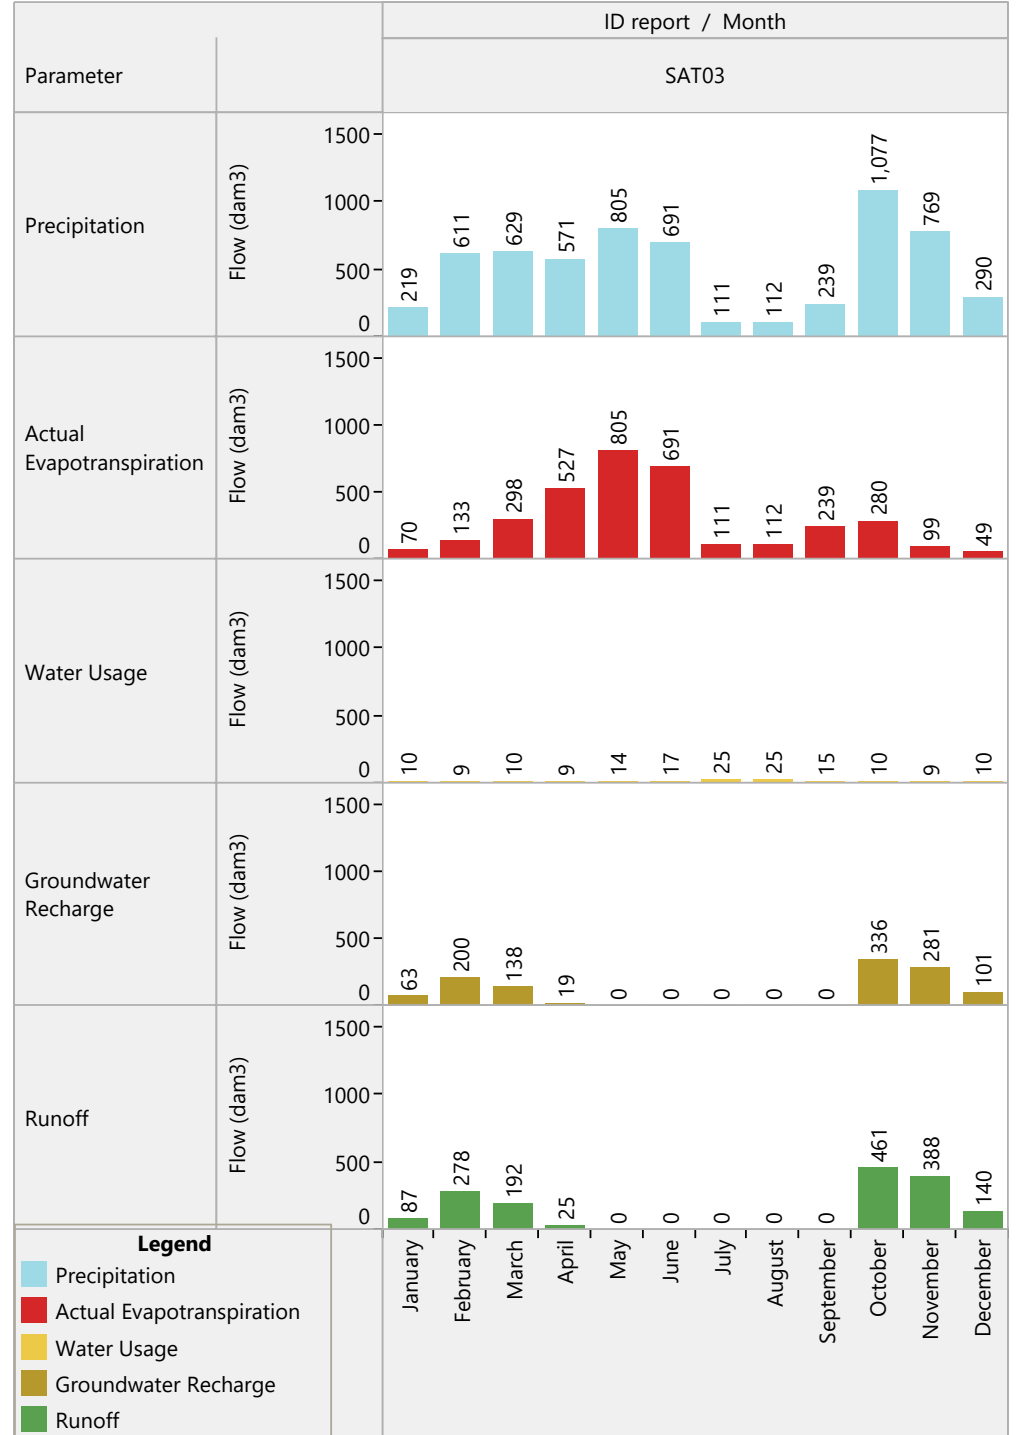 ID report / Month
Parameter
SAT03
Precipitation
Flow (dam3)
1500
1000
500
0
219
611
629
571
805
691
111
112
239
1,077
769
290
Actual
Evapotranspiration
Flow (dam3)
1500
1000
500
0
70
133
298
527
805
691
111
112
239
280
99
49
Water Usage
Flow (dam3)
1500
1000
500
0
10
9
10
9
14
17
25
25
15
10
9
10
Groundwater
Recharge
Flow (dam3)
1500
1000
500
0
63
200
138
19
0
0
0
0
0
336
281
101
Runoff
Flow (dam3)
1500
1000
500
0
87
278
192
25
0
0
0
0
0
461
388
140
January
February
March
April
May
June
July
August
September
October
November
December
Legend
Precipitation
Actual Evapotranspiration
Water Usage
Groundwater Recharge
Runoff